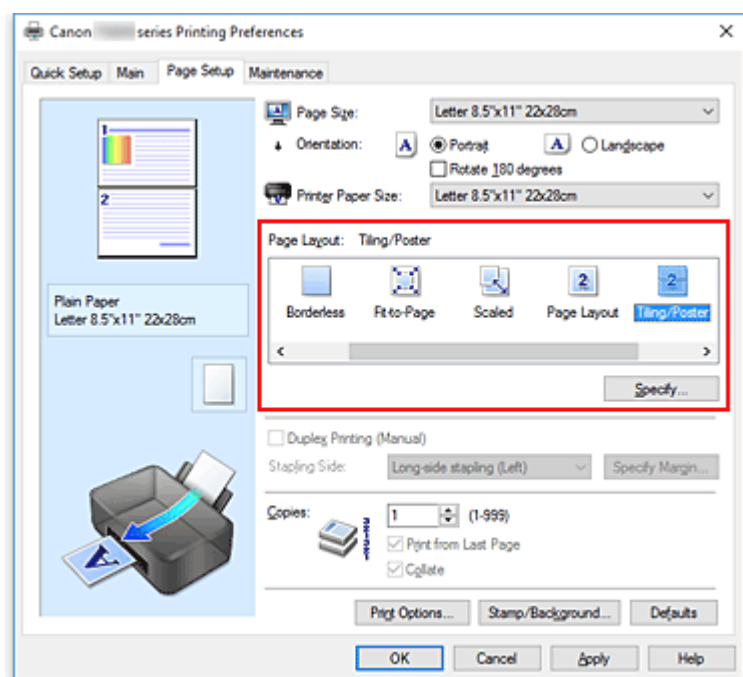 Canon series Printing Preferences
Quick Setup Main Page Setup Maintenance
Page Size: Letter 8.5"x11" 22x28cm
Orientation: A Portrait A Landscape
Rotate 180 degrees
Printer Paper Size: Letter 8.5"x11" 22x28cm
Page Layout: Tiling/Poster
Borderless Fit-to-Page Scaled Page Layout Tiling/Poster
Specify...
1
2
Plain Paper
Letter 8.5"x11" 22x28cm
Duplex Printing (Manual)
Stapling Side: Long-side stapling (Left) Specify Margin...
Copies: 1 (1-999)
Print from Last Page
Collate
Print Options... Stamp/Background... Defaults
OK Cancel Apply Help